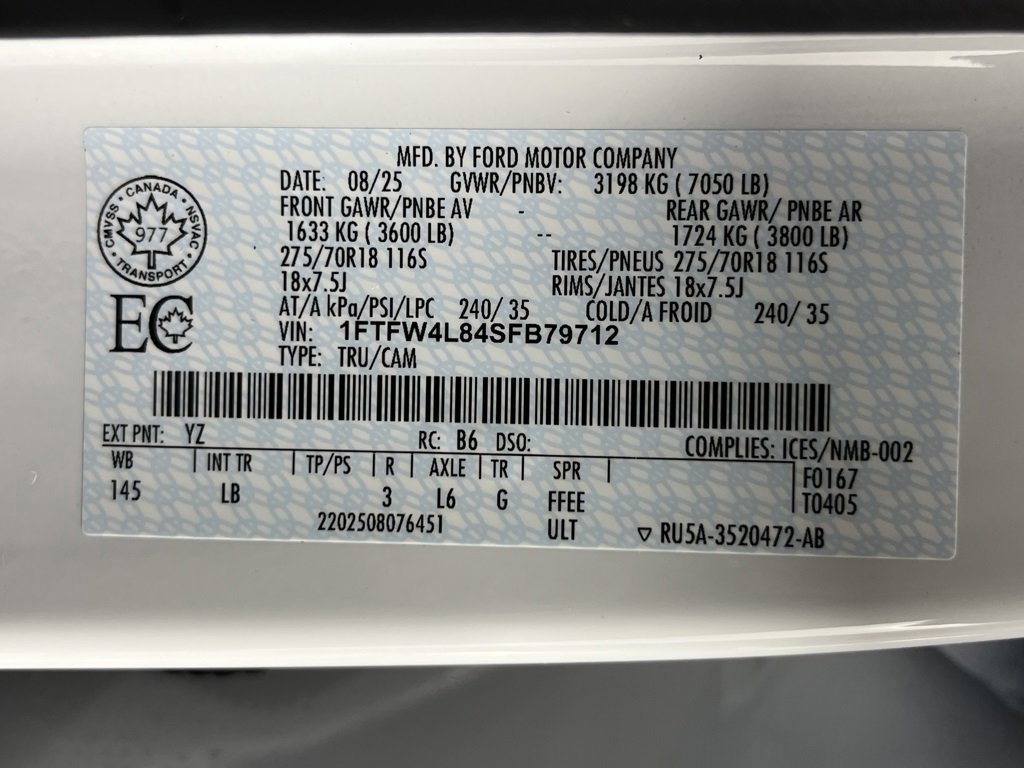 MFD. BY FORD MOTOR COMPANY
DATE: 08/25 GVWR/PNBV: 3198 KG ( 7050 LB)
FRONT GAWR/PNBE AV - REAR GAWR/ PNBE AR
1633 KG ( 3600 LB) -- 1724 KG ( 3800 LB)
275/70R18 116S TIRES/PNEUS 275/70R18 116S
18x7.5J RIMS/JANTES 18x7.5J
AT/A kPa/PSI/LPC 240/ 35 COLD/A FROID 240/ 35
VIN: 1FTFW4L84SFB79712
TYPE: TRU/CAM
CANADA
CMVSS 977 NSVAC
TRANSPORT
EC
EXT PNT: YZ RC: B6 DSO: COMPLIES: ICES/NMB-002
WB | INT TR | TP/PS | R | AXLE | TR | SPR | F0167
145 LB 3 L6 G FFEE T0405
2202508076451 ULT ▽ RU5A-3520472-AB